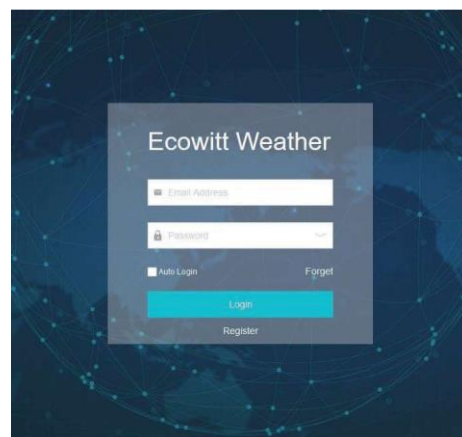 Ecowitt Weather
Email Address
Password
Auto Login Forget
Login
Register